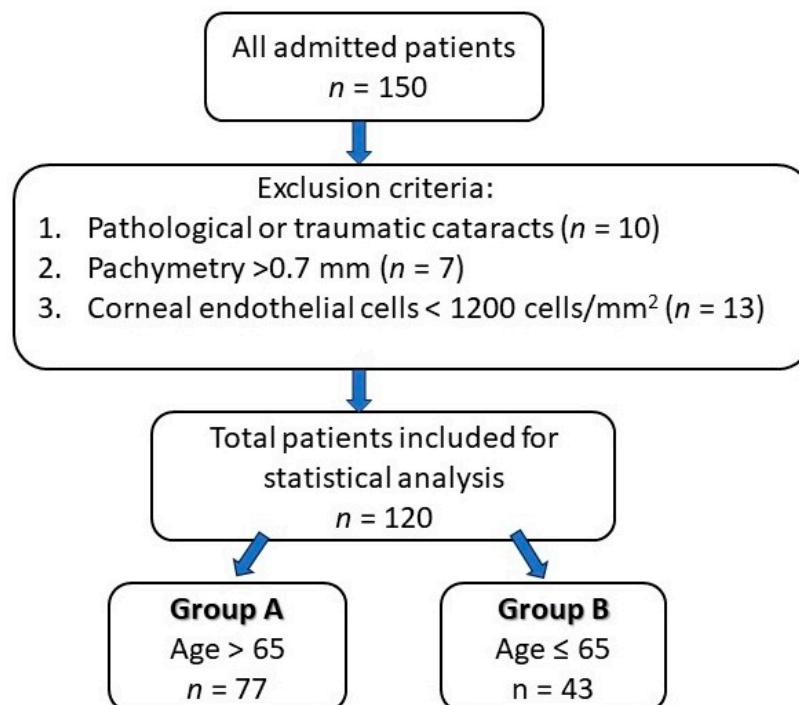 All admitted patients
n = 150
Exclusion criteria:
1. Pathological or traumatic cataracts (n = 10)
2. Pachymetry >0.7 mm (n = 7)
3. Corneal endothelial cells < 1200 cells/mm² (n = 13)
Total patients included for
statistical analysis
n = 120
Group A
Age > 65
n = 77
Group B
Age ≤ 65
n = 43